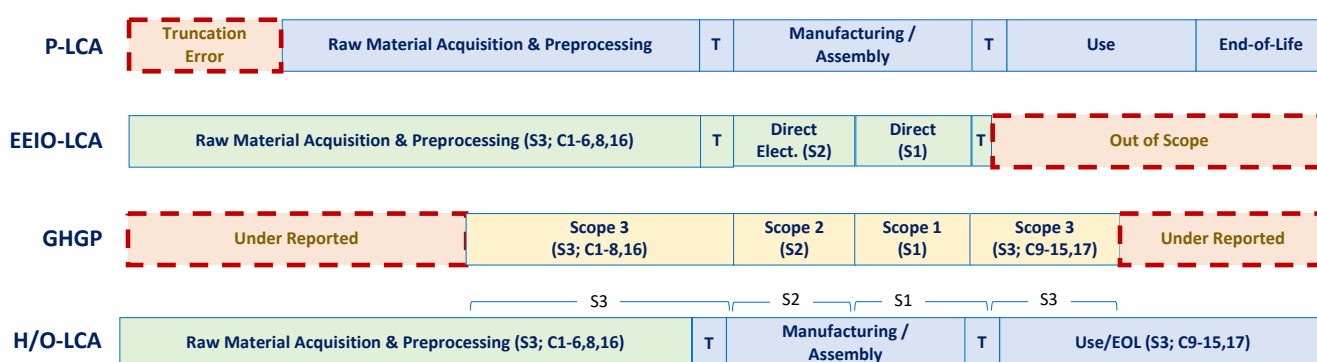 P-LCA
Truncation
Error
Raw Material Acquisition & Preprocessing
T
Manufacturing /
Assembly
T
Use
End-of-Life
EEIO-LCA
Raw Material Acquisition & Preprocessing (S3; C1-6,8,16)
T
Direct
Elect. (S2)
Direct
(S1)
T
Out of Scope
GHGP
Under Reported
Scope 3
(S3; C1-8,16)
Scope 2
(S2)
Scope 1
(S1)
Scope 3
(S3; C9-15,17)
Under Reported
S3
S2
S1
S3
H/O-LCA
Raw Material Acquisition & Preprocessing (S3; C1-6,8,16)
T
Manufacturing /
Assembly
T
Use/EOL (S3; C9-15,17)